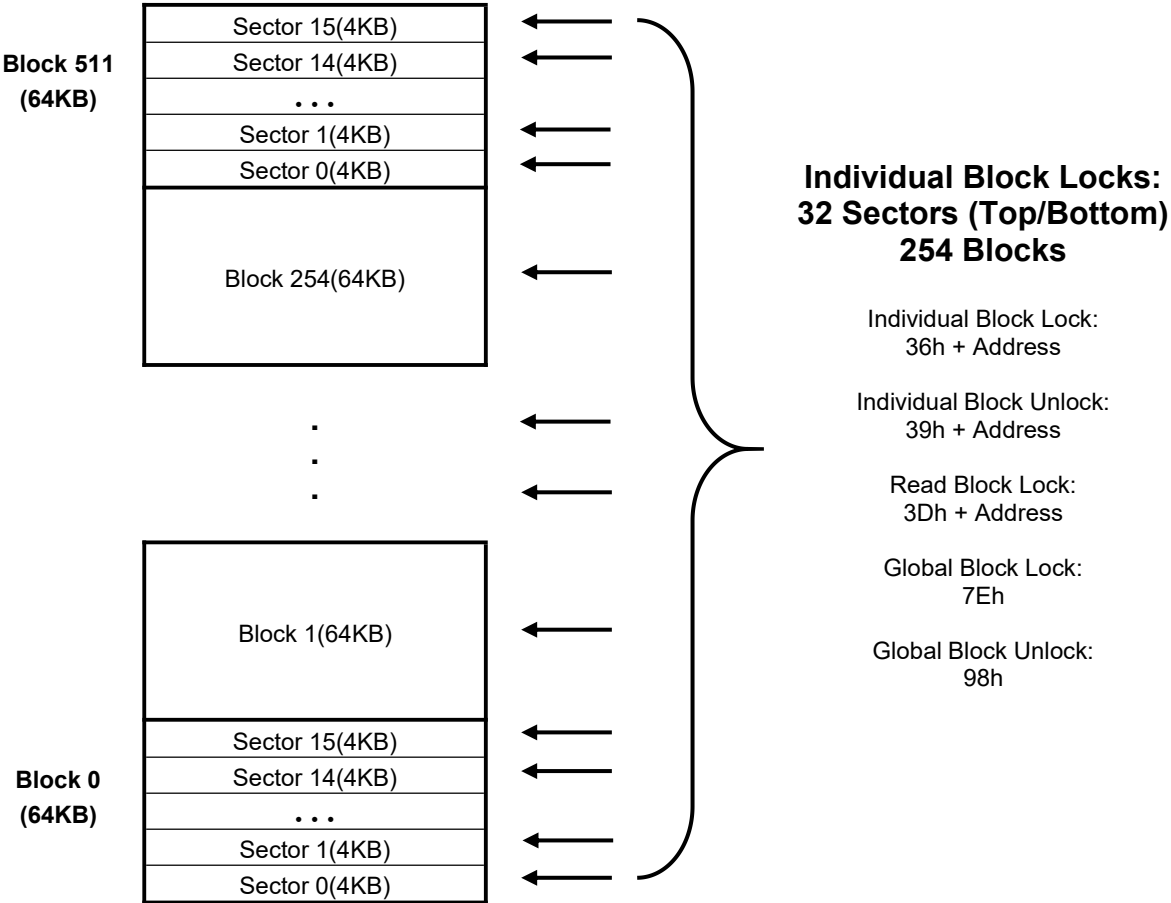 Block 511
(64KB)
Sector 15(4KB)
Sector 14(4KB)
. . .
Sector 1(4KB)
Sector 0(4KB)
Block 254(64KB)
.
.
.
Block 1(64KB)
Block 0
(64KB)
Sector 15(4KB)
Sector 14(4KB)
. . .
Sector 1(4KB)
Sector 0(4KB)
Individual Block Locks:
32 Sectors (Top/Bottom)
254 Blocks
Individual Block Lock:
36h + Address
Individual Block Unlock:
39h + Address
Read Block Lock:
3Dh + Address
Global Block Lock:
7Eh
Global Block Unlock:
98h